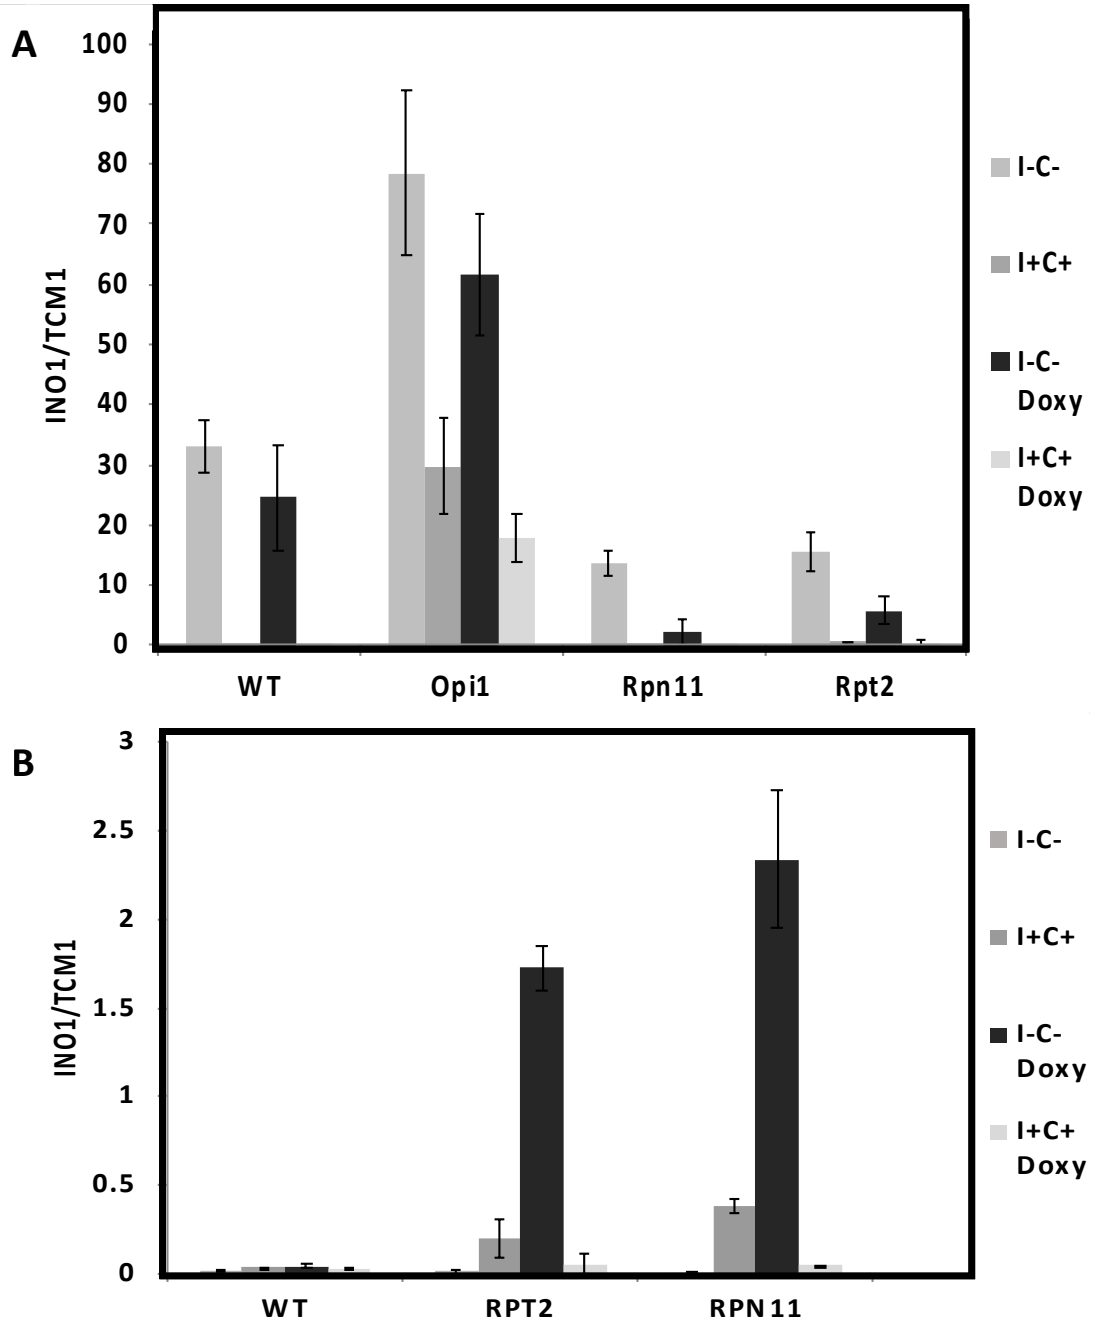 A
100
90
80
70
60
50
40
30
20
10
0
INO1/TCM1
WT
Opi1
Rpn11
Rpt2
I-C-
I+C+
I-C-
Doxy
I+C+
Doxy
B
3
2.5
2
1.5
1
0.5
0
INO1/TCM1
WT
RPT2
RPN11
I-C-
I+C+
I-C-
Doxy
I+C+
Doxy